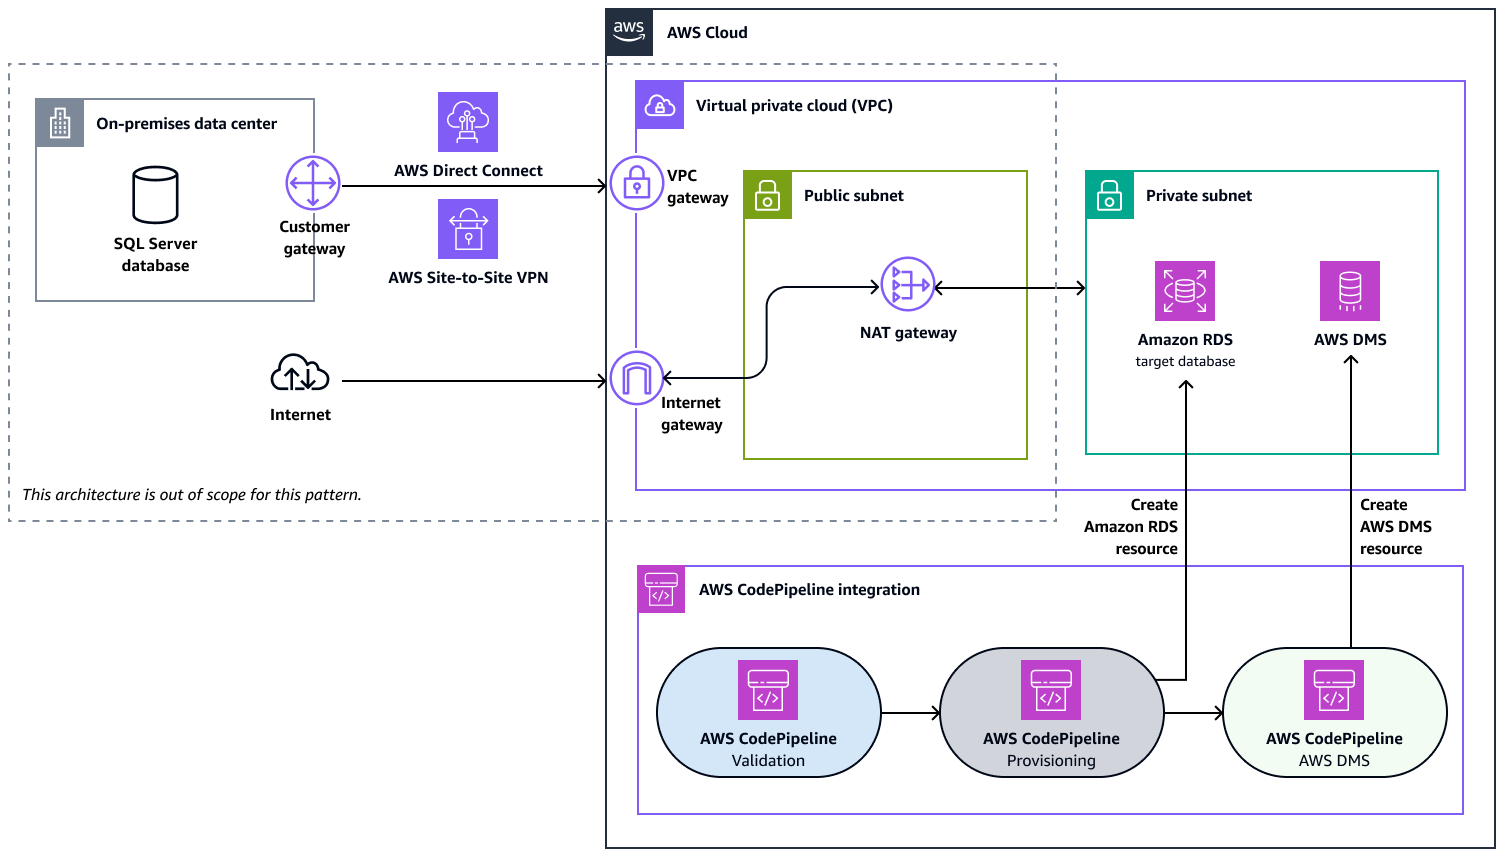 aws
AWS Cloud
Virtual private cloud (VPC)
On-premises data center
AWS Direct Connect
VPC
gateway
Public subnet
Private subnet
SQL Server
database
Customer
gateway
AWS Site-to-Site VPN
NAT gateway
Amazon RDS
target database
AWS DMS
Internet
Internet
gateway
This architecture is out of scope for this pattern.
Create
Amazon RDS
resource
Create
AWS DMS
resource
AWS CodePipeline integration
AWS CodePipeline
Validation
AWS CodePipeline
Provisioning
AWS CodePipeline
AWS DMS